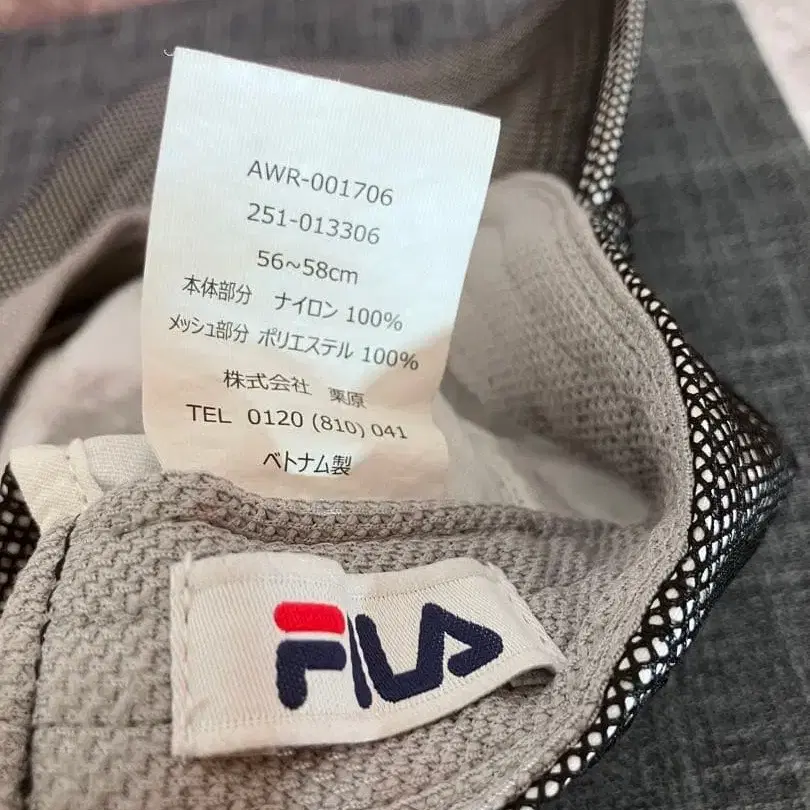 AWR-001706
251-013306
56~58cm
本体部分 ナイロン 100%
メッシュ部分 ポリエステル 100%
株式会社 栗原
TEL 0120 (810) 041
ベトナム製
FILA